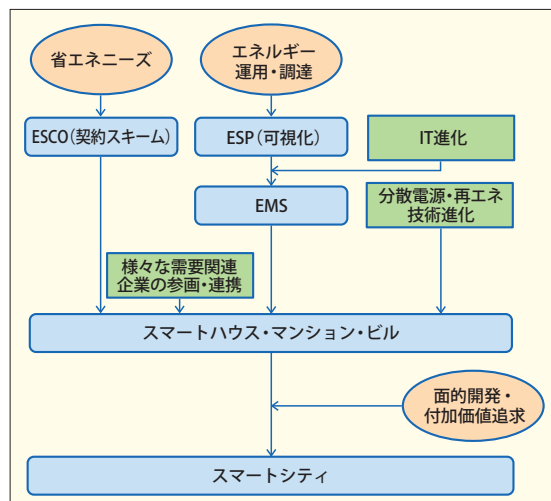 省エネニーズ
エネルギー
運用・調達
ESCO（契約スキーム）
ESP（可視化）
IT進化
EMS
分散電源・再エネ
技術進化
様々な需要関連
企業の参画・連携
スマートハウス・マンション・ビル
面的開発・
付加価値追求
スマートシティ